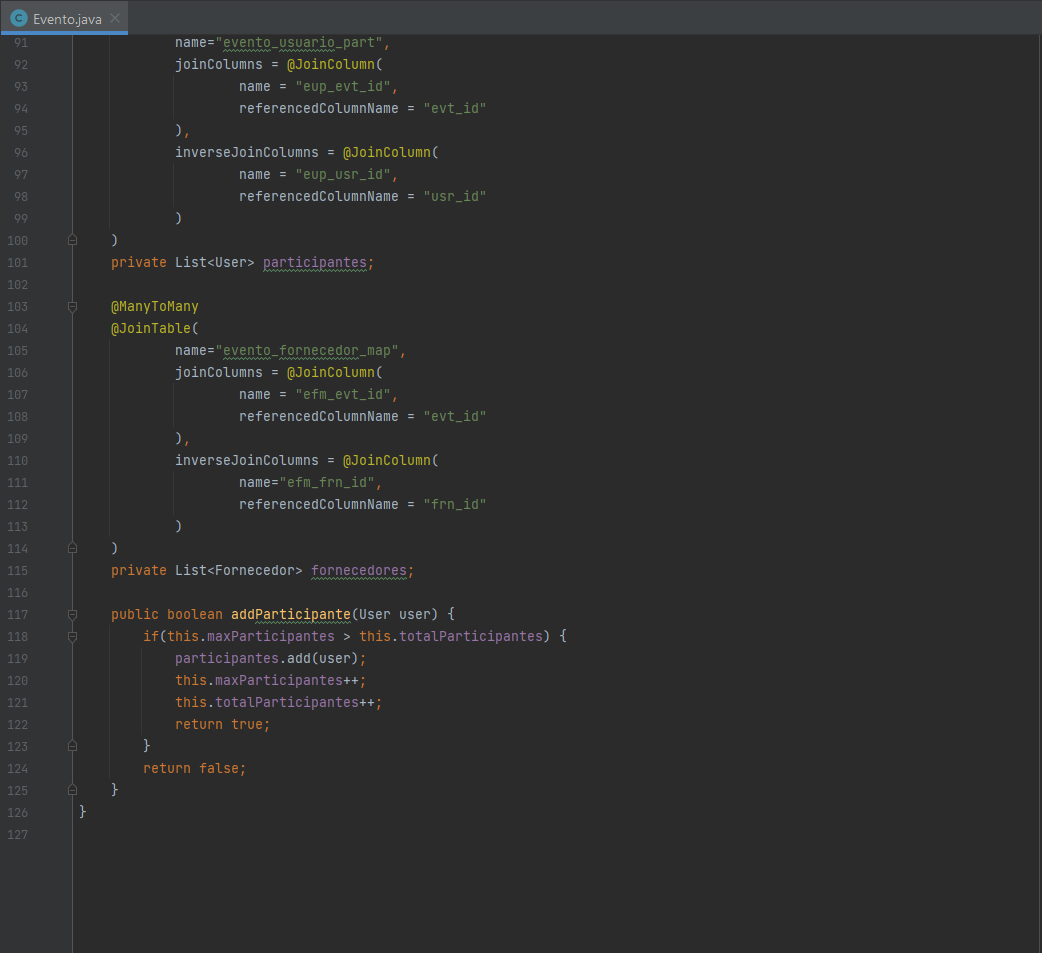 C Evento.java
91 name="evento_usuario_part",
92 joinColumns = @JoinColumn(
93 name = "eup_evt_id",
94 referencedColumnName = "evt_id"
95 ),
96 inverseJoinColumns = @JoinColumn(
97 name = "eup_usr_id",
98 referencedColumnName = "usr_id"
99 )
100 )
101 private List<User> participantes;
102
103 @ManyToMany
104 @JoinTable(
105 name="evento_fornecedor_map",
106 joinColumns = @JoinColumn(
107 name = "efm_evt_id",
108 referencedColumnName = "evt_id"
109 ),
110 inverseJoinColumns = @JoinColumn(
111 name="efm_frn_id",
112 referencedColumnName = "frn_id"
113 )
114 )
115 private List<Fornecedor> fornecedores;
116
117 public boolean addParticipante(User user) {
118 if(this.maxParticipantes > this.totalParticipantes) {
119 participantes.add(user);
120 this.maxParticipantes++;
121 this.totalParticipantes++;
122 return true;
123 }
124 return false;
125 }
126 }
127